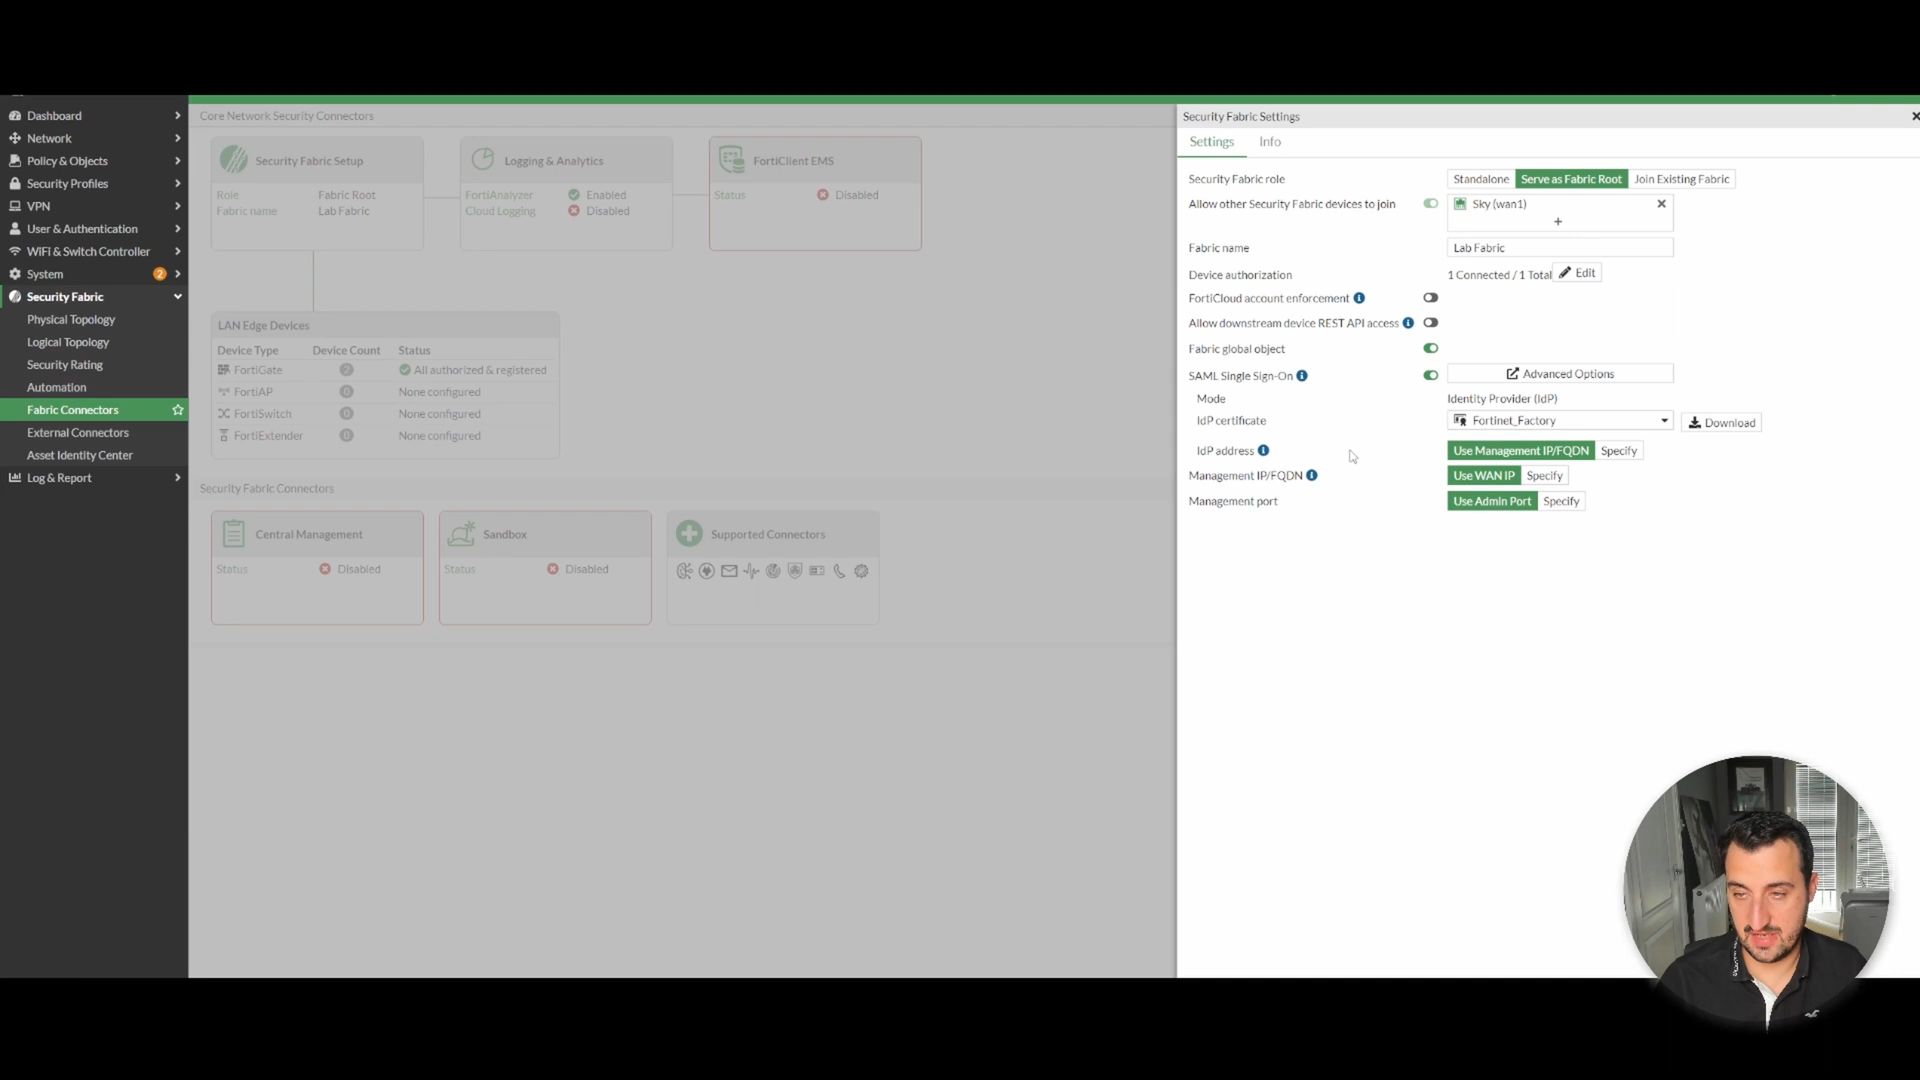 Dashboard
Network
Policy & Objects
Security Profiles
VPN
User & Authentication
WiFi & Switch Controller
System 2
Security Fabric
Physical Topology
Logical Topology
Security Rating
Automation
Fabric Connectors
External Connectors
Asset Identity Center
Log & Report
Core Network Security Connectors
Security Fabric Setup
Role Fabric Root
Fabric name Lab Fabric
Logging & Analytics
FortiAnalyzer Enabled
Cloud Logging Disabled
FortiClient EMS
Status Disabled
LAN Edge Devices
Device Type Device Count Status
FortiGate 2 All authorized & registered
FortiAP 0 None configured
FortiSwitch 0 None configured
FortiExtender 0 None configured
Security Fabric Connectors
Central Management
Status Disabled
Sandbox
Status Disabled
Supported Connectors
Security Fabric Settings
Settings Info
Security Fabric role Standalone Serve as Fabric Root Join Existing Fabric
Allow other Security Fabric devices to join Sky (wan1)
Fabric name Lab Fabric
Device authorization 1 Connected / 1 Total Edit
FortiCloud account enforcement
Allow downstream device REST API access
Fabric global object
SAML Single Sign-On Advanced Options
Mode Identity Provider (IdP)
IdP certificate Fortinet_Factory Download
IdP address Use Management IP/FQDN Specify
Management IP/FQDN Use WAN IP Specify
Management port Use Admin Port Specify